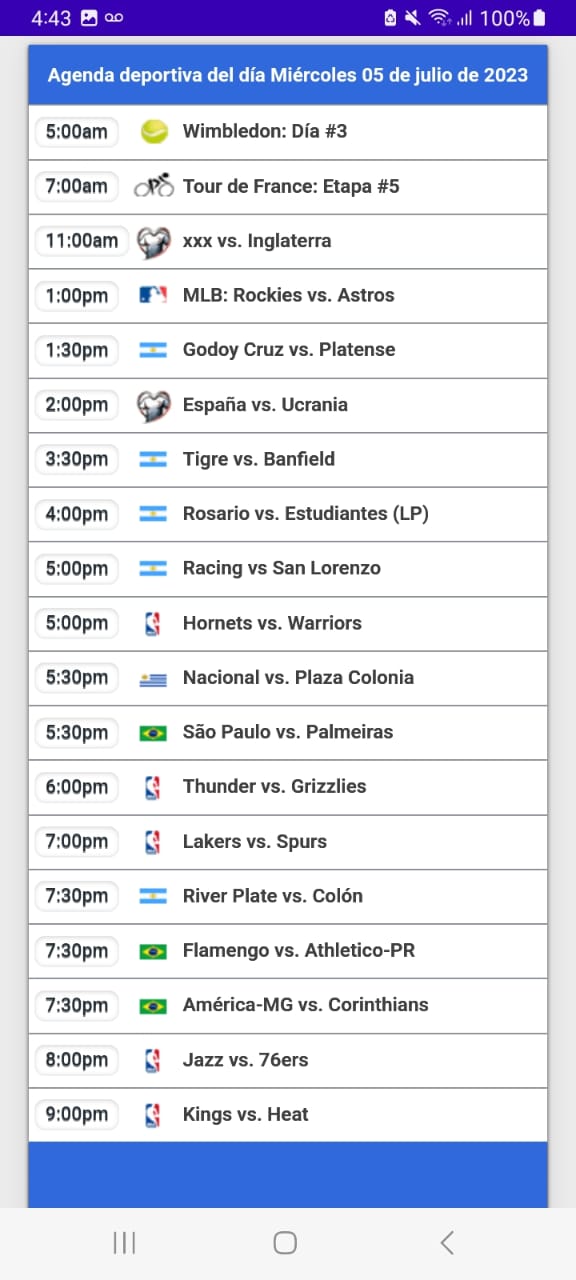 4:43 100%
Agenda deportiva del día Miércoles 05 de julio de 2023
5:00am Wimbledon: Día #3
7:00am Tour de France: Etapa #5
11:00am xxx vs. Inglaterra
1:00pm MLB: Rockies vs. Astros
1:30pm Godoy Cruz vs. Platense
2:00pm España vs. Ucrania
3:30pm Tigre vs. Banfield
4:00pm Rosario vs. Estudiantes (LP)
5:00pm Racing vs San Lorenzo
5:00pm Hornets vs. Warriors
5:30pm Nacional vs. Plaza Colonia
5:30pm São Paulo vs. Palmeiras
6:00pm Thunder vs. Grizzlies
7:00pm Lakers vs. Spurs
7:30pm River Plate vs. Colón
7:30pm Flamengo vs. Athletico-PR
7:30pm América-MG vs. Corinthians
8:00pm Jazz vs. 76ers
9:00pm Kings vs. Heat